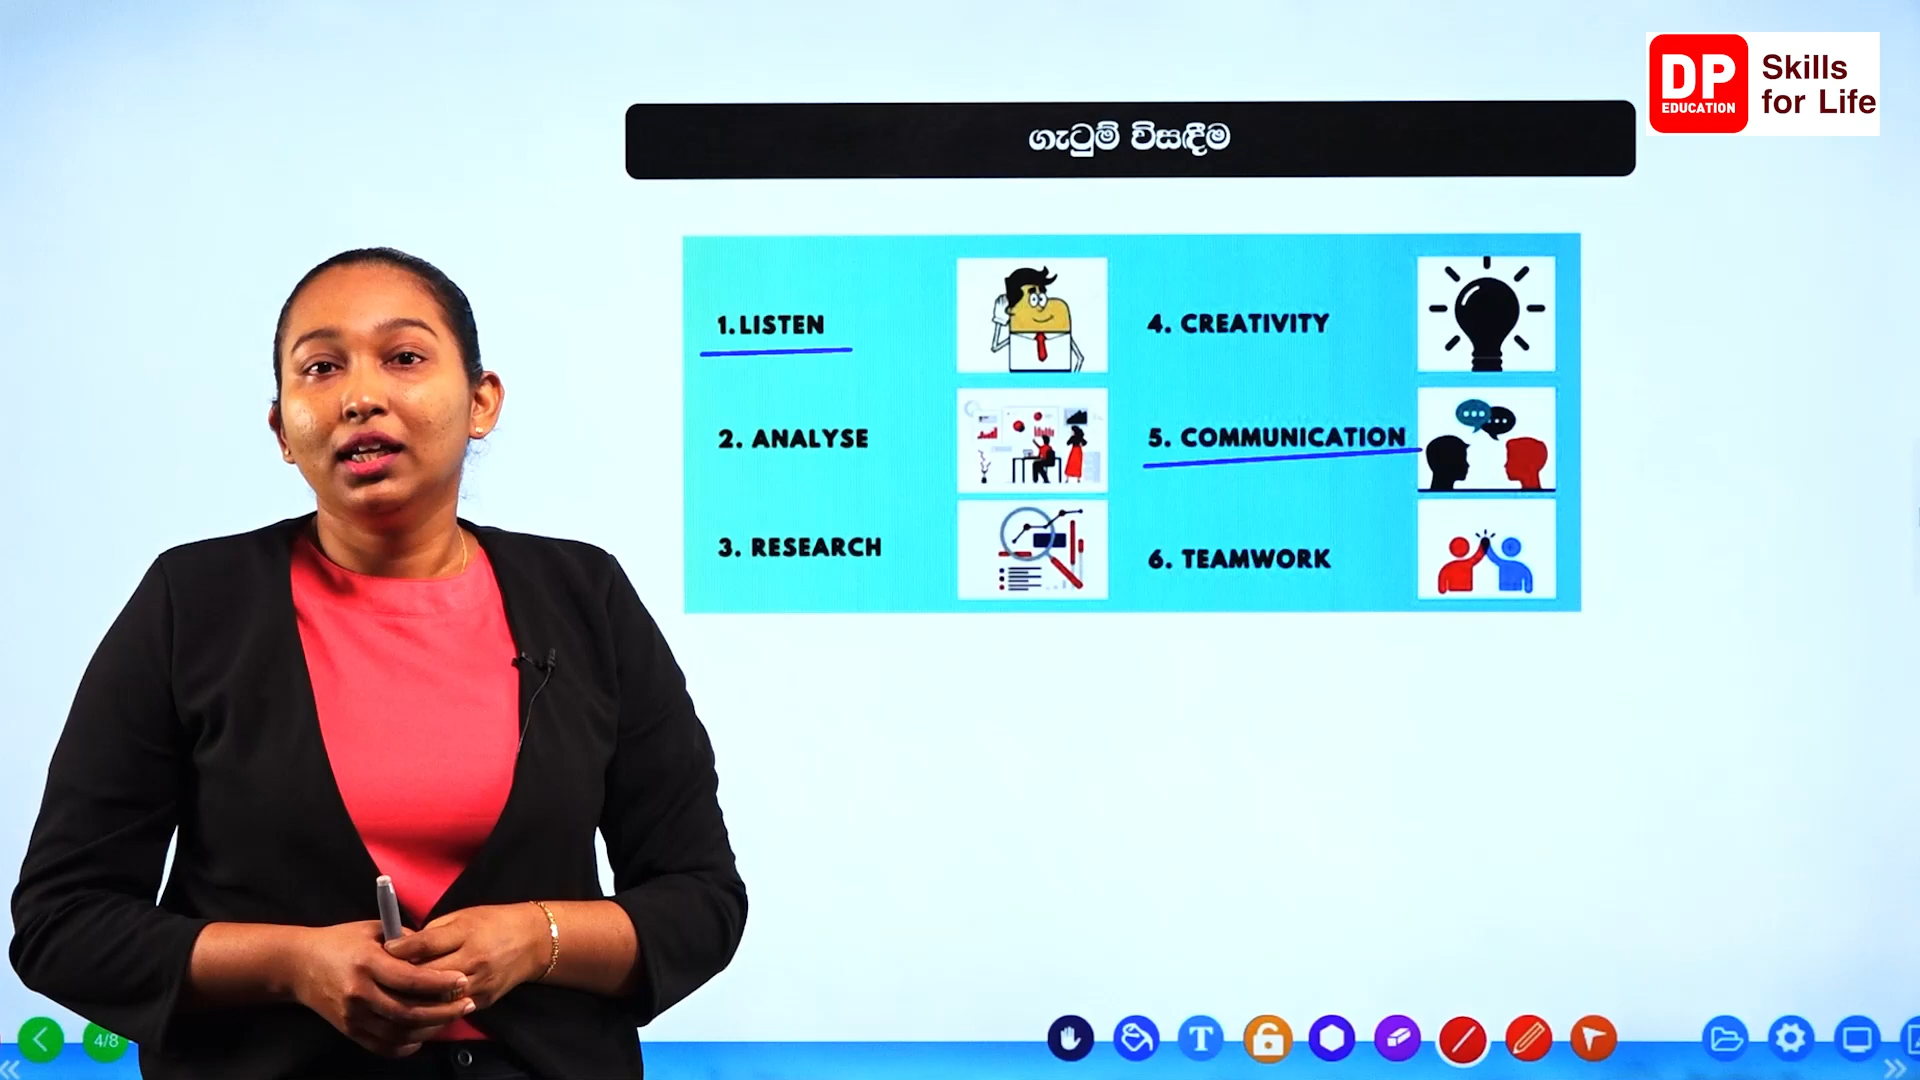 DP
EDUCATION
Skills
for Life
ගැටුම් විසඳීම
1. LISTEN
2. ANALYSE
3. RESEARCH
4. CREATIVITY
5. COMMUNICATION
6. TEAMWORK
4/8
T